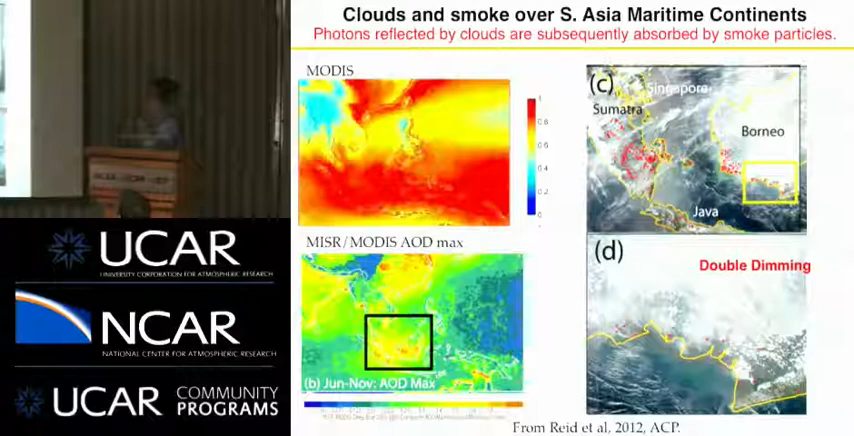 Clouds and smoke over S. Asia Maritime Continents
Photons reflected by clouds are subsequently absorbed by smoke particles.
MODIS
1
0.8
0.6
0.4
0.2
0
(c)
Singapore
Sumatra
Borneo
Java
MISR/MODIS AOD max
(b) Jun-Nov: AOD Max
(d)
Double Dimming
From Reid et al, 2012, ACP.
UCAR
UNIVERSITY CORPORATION FOR ATMOSPHERIC RESEARCH
NCAR
NATIONAL CENTER FOR ATMOSPHERIC RESEARCH
UCAR COMMUNITY
PROGRAMS